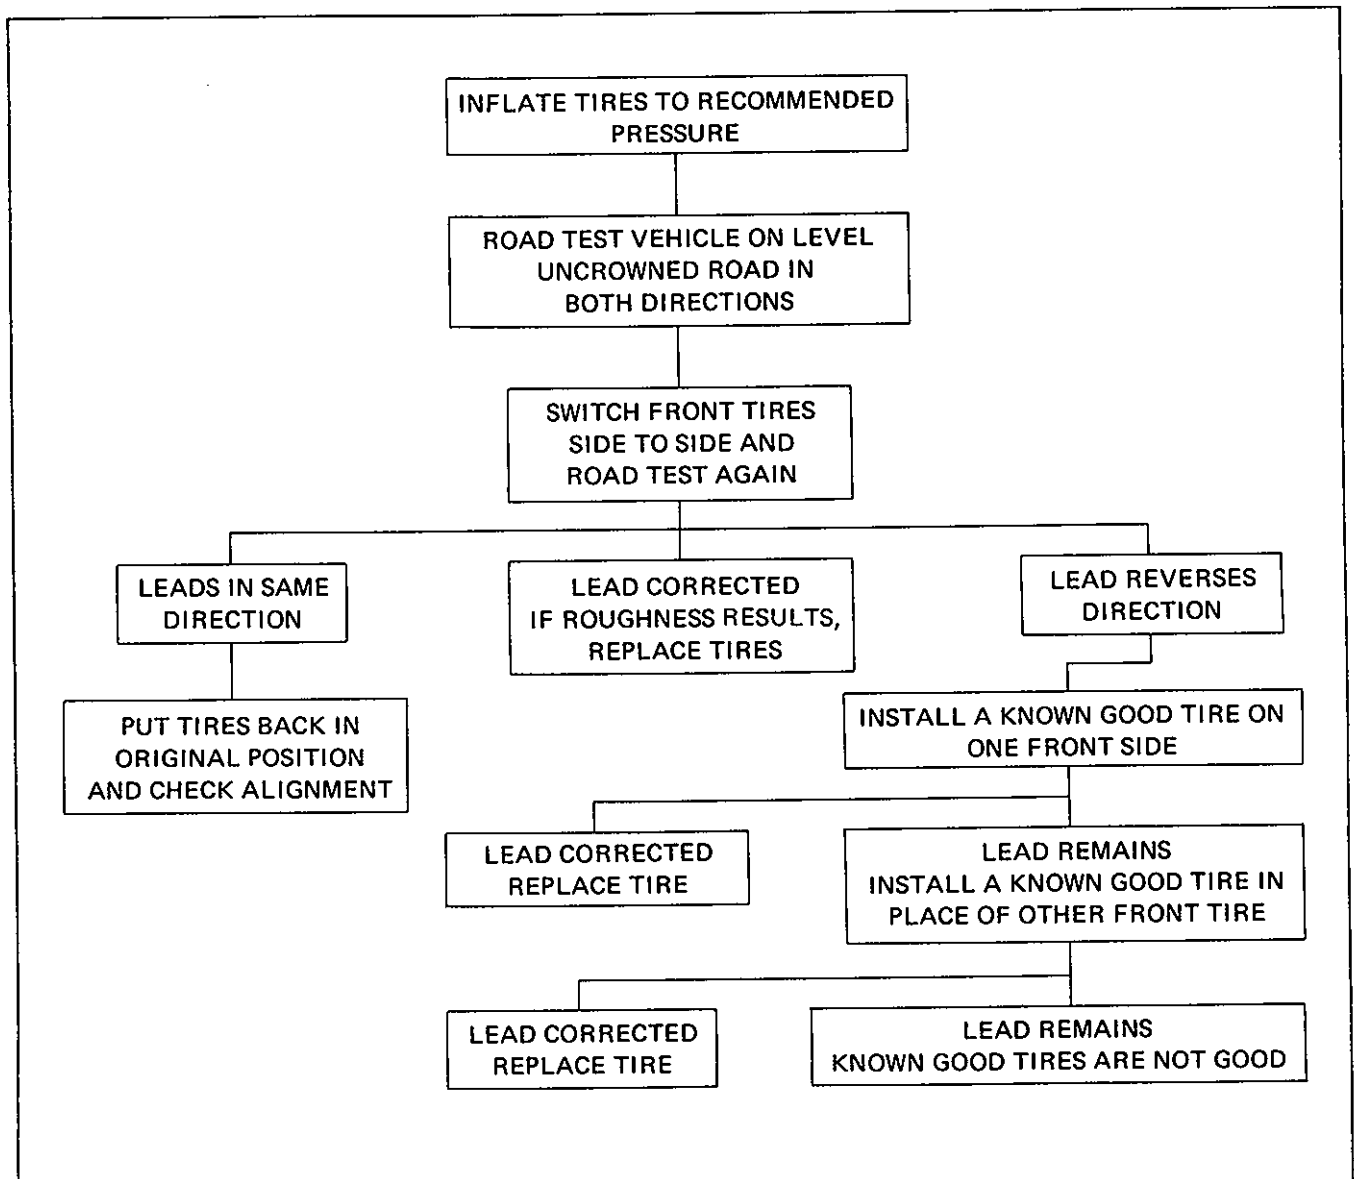 INFLATE TIRES TO RECOMMENDED
PRESSURE
ROAD TEST VEHICLE ON LEVEL
UNCROWNED ROAD IN
BOTH DIRECTIONS
SWITCH FRONT TIRES
SIDE TO SIDE AND
ROAD TEST AGAIN
LEADS IN SAME
DIRECTION
LEAD CORRECTED
IF ROUGHNESS RESULTS,
REPLACE TIRES
LEAD REVERSES
DIRECTION
PUT TIRES BACK IN
ORIGINAL POSITION
AND CHECK ALIGNMENT
INSTALL A KNOWN GOOD TIRE ON
ONE FRONT SIDE
LEAD CORRECTED
REPLACE TIRE
LEAD REMAINS
INSTALL A KNOWN GOOD TIRE IN
PLACE OF OTHER FRONT TIRE
LEAD CORRECTED
REPLACE TIRE
LEAD REMAINS
KNOWN GOOD TIRES ARE NOT GOOD